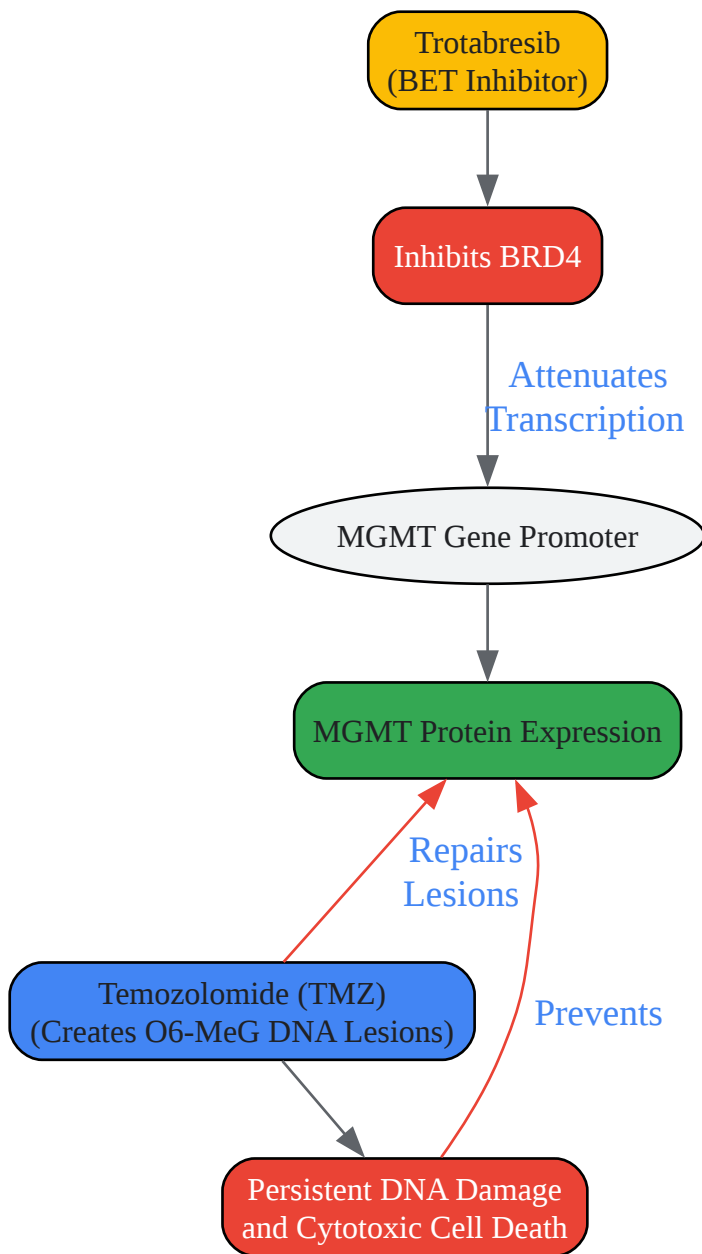 Trotabresib
(BET Inhibitor)
Inhibits BRD4
Attenuates
Transcription
MGMT Gene Promoter
MGMT Protein Expression
Repairs
Lesions
Temozolomide (TMZ)
(Creates O6-MeG DNA Lesions)
Prevents
Persistent DNA Damage
and Cytotoxic Cell Death